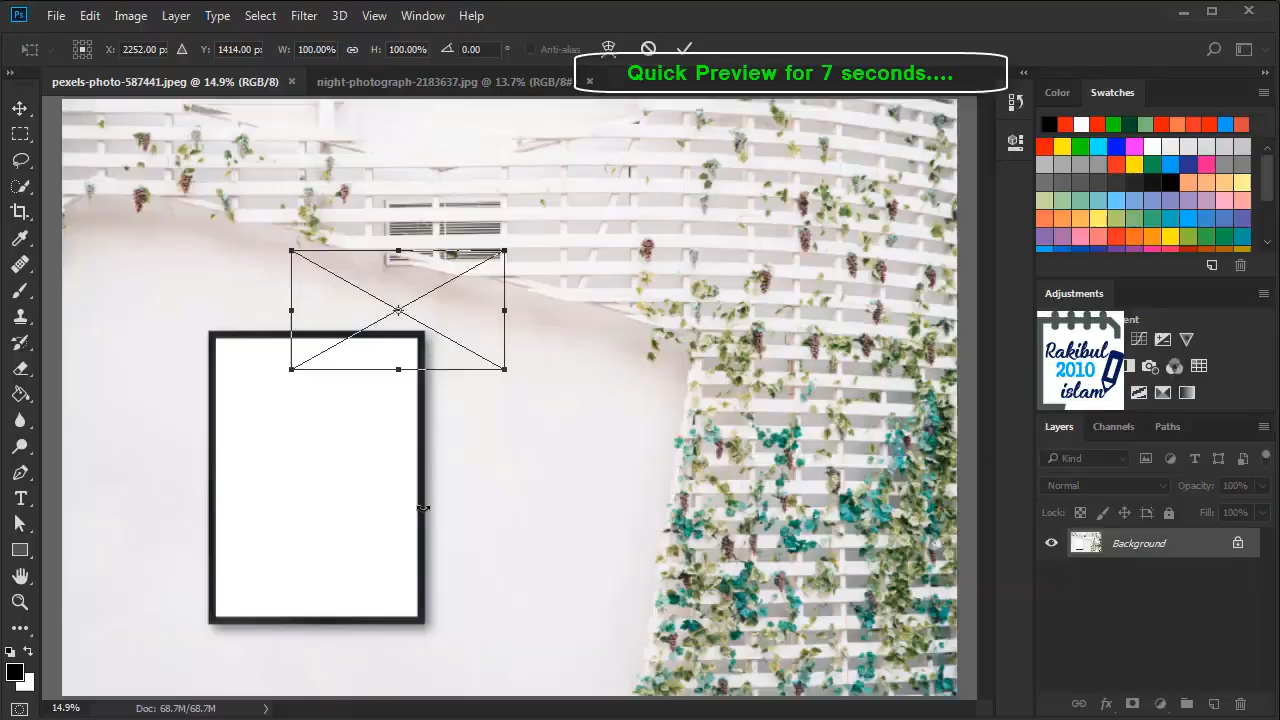 File Edit Image Layer Type Select Filter 3D View Window Help
X: 2252.00 px Y: 1414.00 px W: 100.00% H: 100.00% 0.00 ° Anti-alias
Quick Preview for 7 seconds....
pexels-photo-587441.jpeg @ 14.9% (RGB/8) × night-photograph-2183637.jpg @ 13.7% (RGB/8# ×
Color Swatches
Adjustments
Rakibul
2010
islam
Layers Channels Paths
Kind
Normal Opacity: 100%
Lock: Fill: 100%
Background
14.9% Doc: 68.7M/68.7M